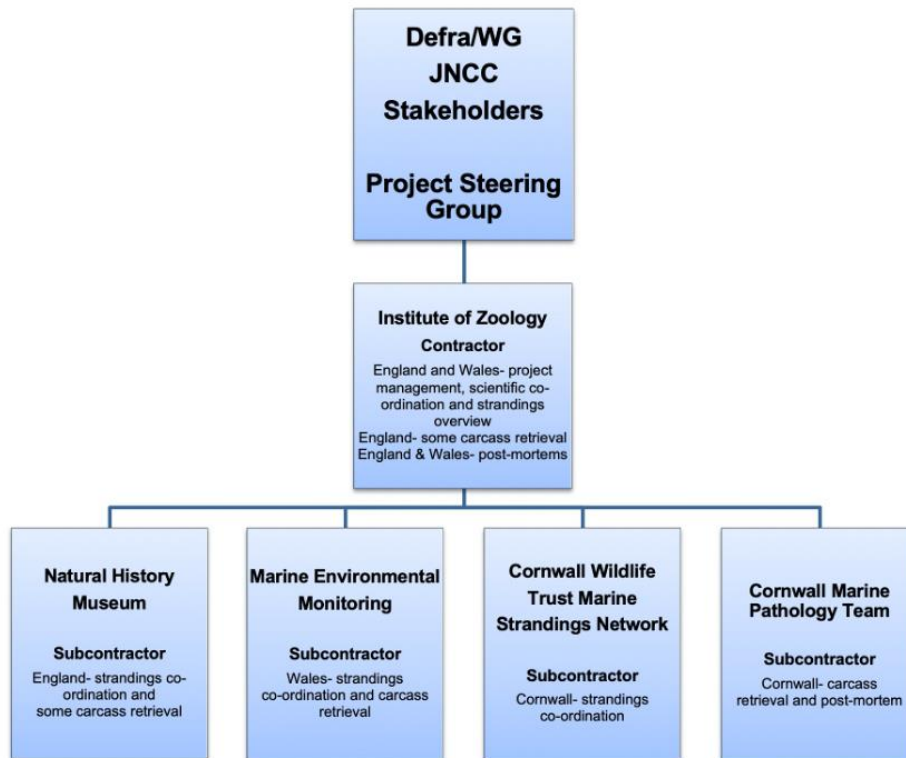 Defra/WG
JNCC
Stakeholders
Project Steering
Group
Institute of Zoology
Contractor
England and Wales- project
management, scientific co-
ordination and strandings
overview
England- some carcass retrieval
England & Wales- post-mortems
Natural History
Museum
Subcontractor
England- strandings co-
ordination and
some carcass retrieval
Marine Environmental
Monitoring
Subcontractor
Wales- strandings
co-ordination and carcass
retrieval
Cornwall Wildlife
Trust Marine
Strandings Network
Subcontractor
Cornwall- strandings
co-ordination
Cornwall Marine
Pathology Team
Subcontractor
Cornwall- carcass
retrieval and post-mortem